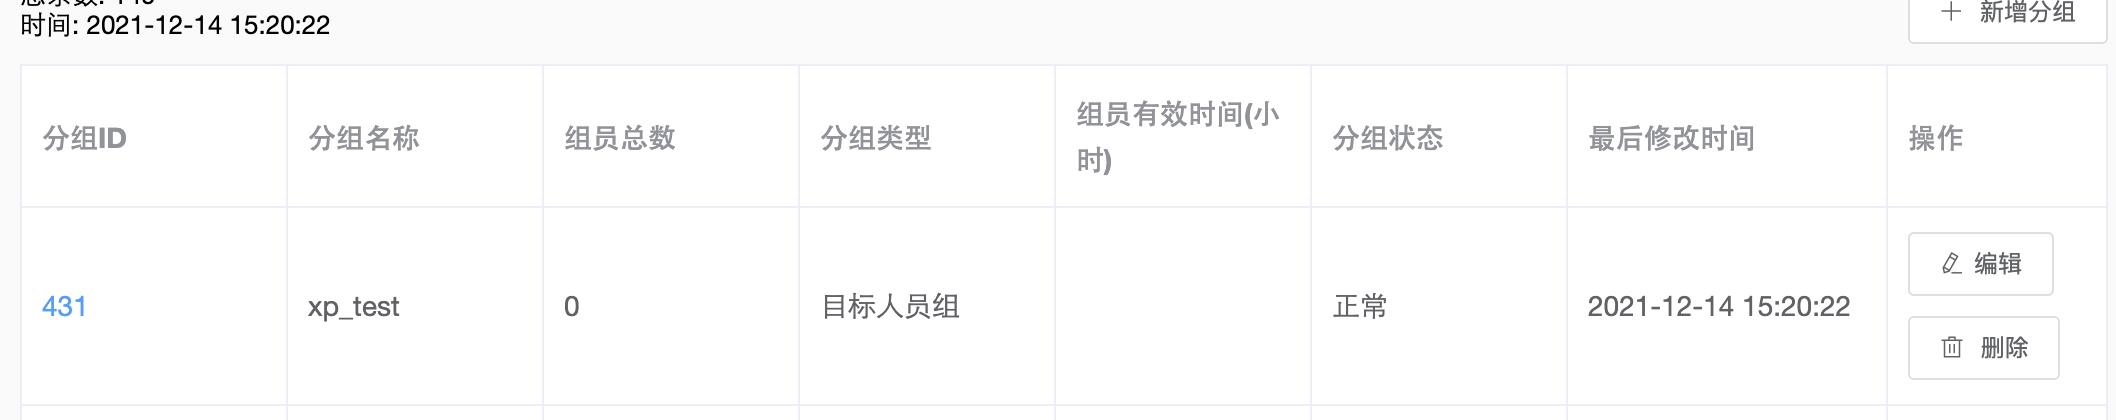 时间: 2021-12-14 15:20:22
新增分组
分组ID
分组名称
组员总数
分组类型
组员有效时间(小
时)
分组状态
最后修改时间
操作
431
xp_test
0
目标人员组
正常
2021-12-14 15:20:22
编辑
删除